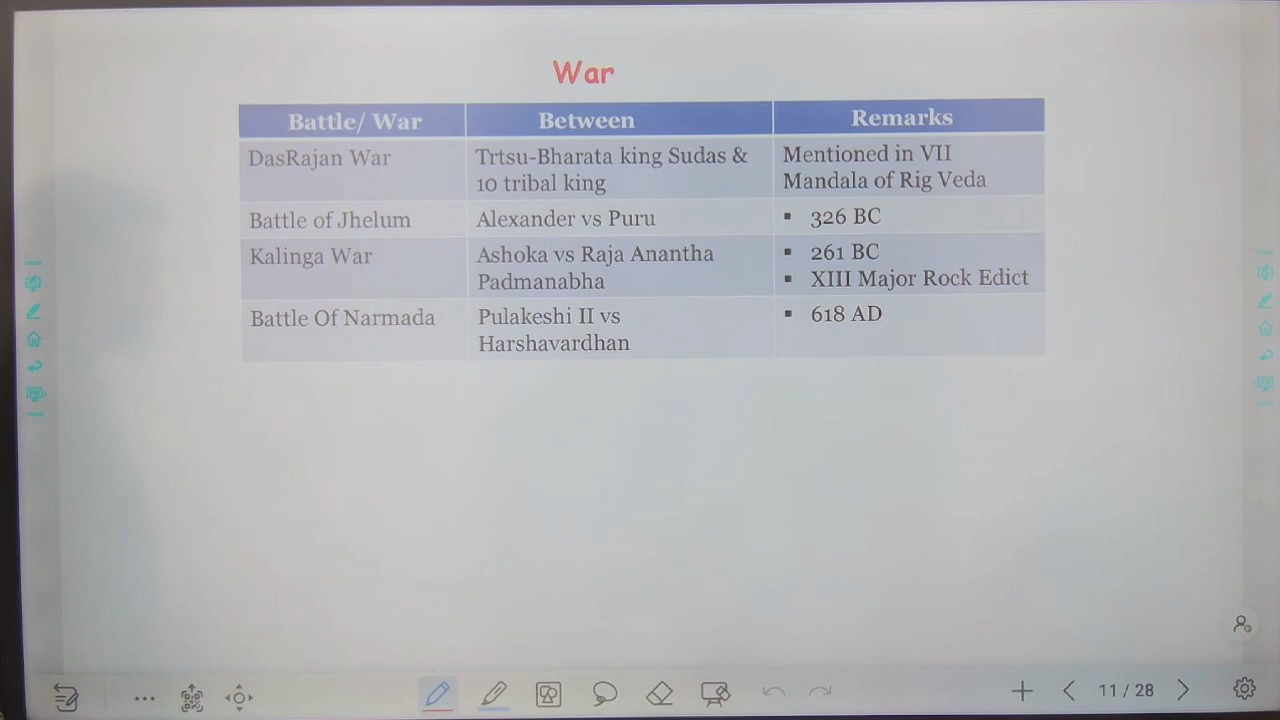 War
Battle/ War Between Remarks
DasRajan War Trtsu-Bharata king Sudas & Mentioned in VII
10 tribal king Mandala of Rig Veda
Battle of Jhelum Alexander vs Puru ▪ 326 BC
Kalinga War Ashoka vs Raja Anantha ▪ 261 BC
Padmanabha ▪ XIII Major Rock Edict
Battle Of Narmada Pulakeshi II vs ▪ 618 AD
Harshavardhan
11 / 28